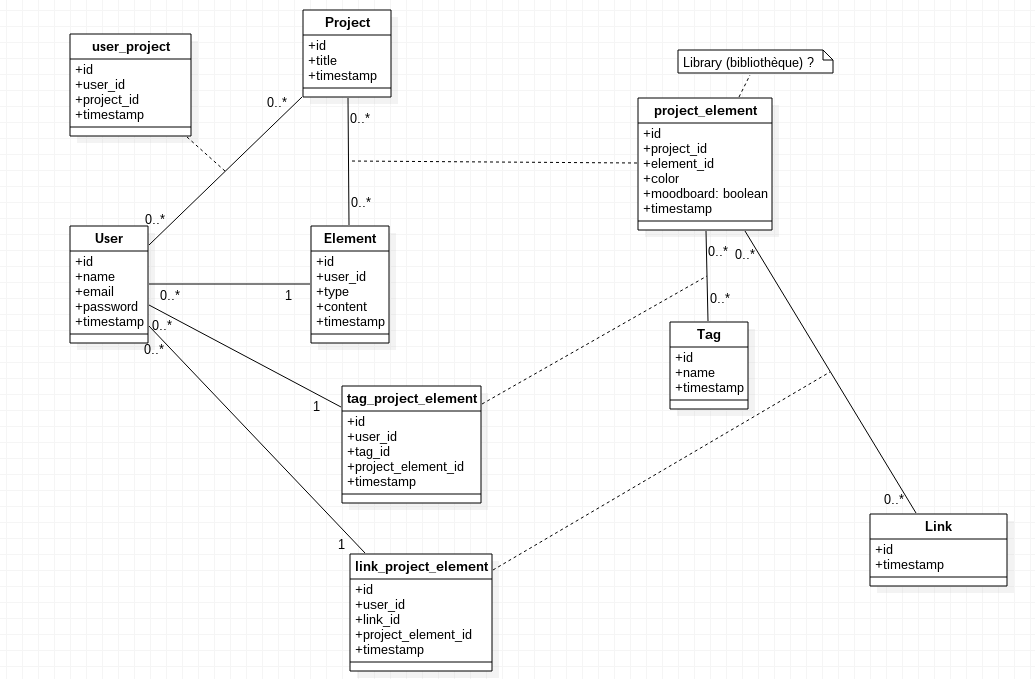 Project
+id
+title
+timestamp
user_project
+id
+user_id
+project_id
+timestamp
Library (bibliothèque) ?
project_element
+id
+project_id
+element_id
+color
+moodboard: boolean
+timestamp
0..*
0..*
0..*
0..*
User
+id
+name
+email
+password
+timestamp
Element
+id
+user_id
+type
+content
+timestamp
0..*
1
0..*
0..*
0..*
0..*
0..*
Tag
+id
+name
+timestamp
1
tag_project_element
+id
+user_id
+tag_id
+project_element_id
+timestamp
0..*
Link
+id
+timestamp
1
link_project_element
+id
+user_id
+link_id
+project_element_id
+timestamp